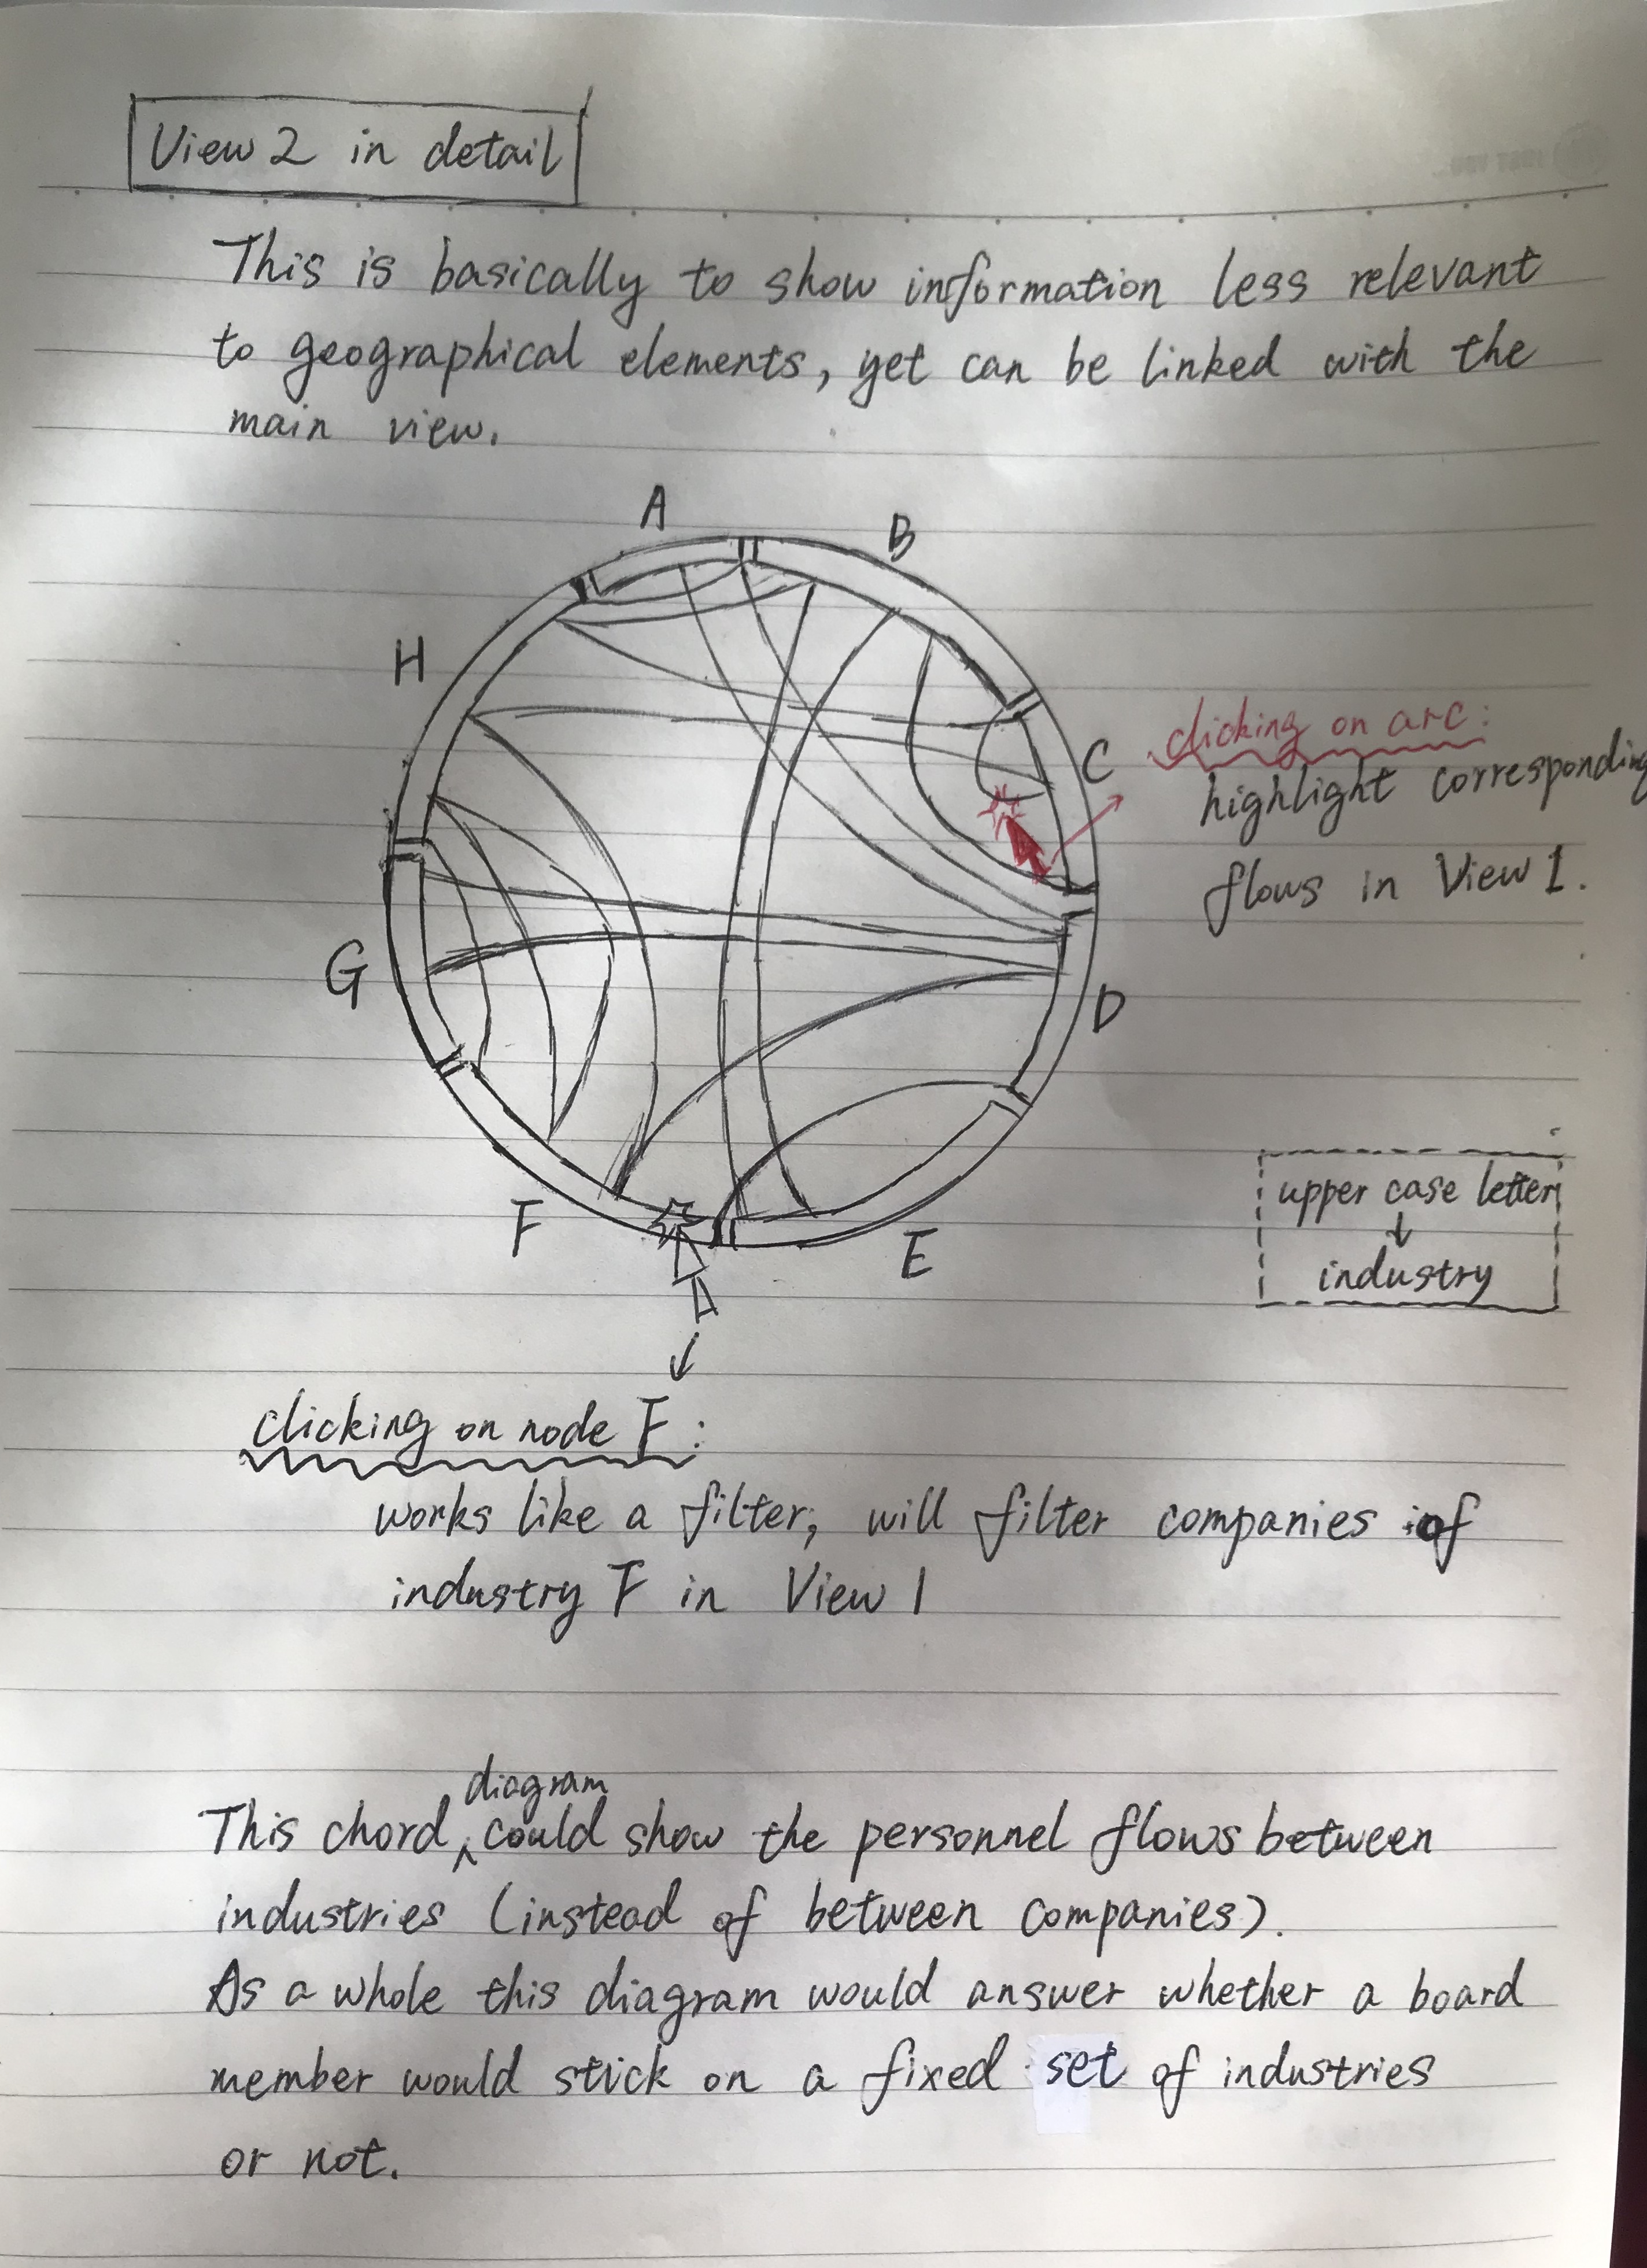 View 2 in detail
This is basically to show information less relevant
to geographical elements, yet can be linked with the
main view.
A
B
H
C
clicking on arc:
highlight corresponding
flows in View 1.
G
D
upper case letter
↓
industry
F
E
clicking on node F:
works like a filter, will filter companies of
industry F in View 1
diagram
This chord ^ could show the personnel flows between
industries (instead of between companies).
As a whole this diagram would answer whether a board
member would stick on a fixed set of industries
or not.